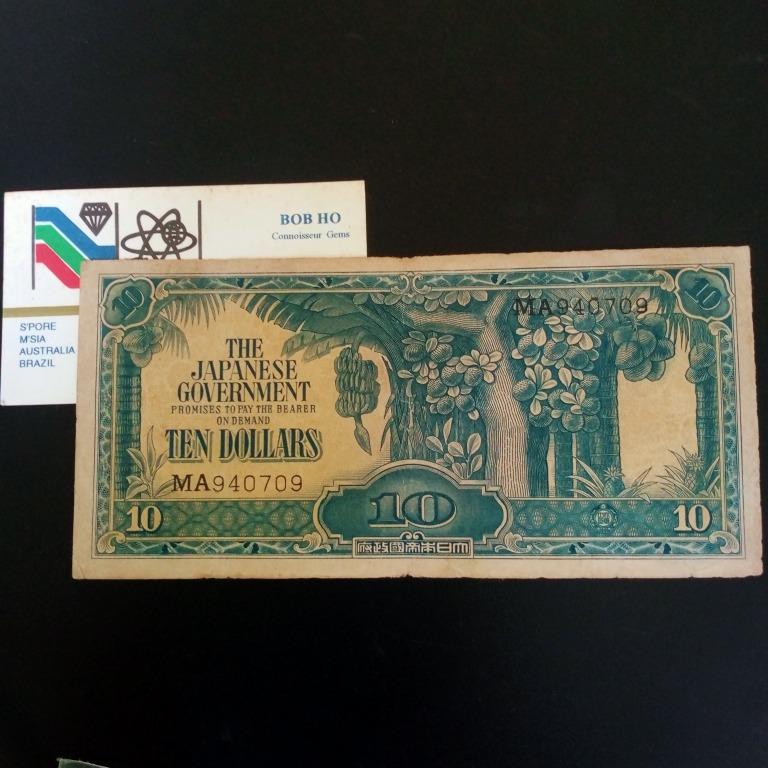 BOB HO
Connoisseur Gems
S'PORE
M'SIA
AUSTRALIA
BRAZIL
10
10
MA940709
THE
JAPANESE
GOVERNMENT
PROMISES TO PAY THE BEARER
ON DEMAND
TEN DOLLARS
MA940709
10
10
10
府政國帝本日大